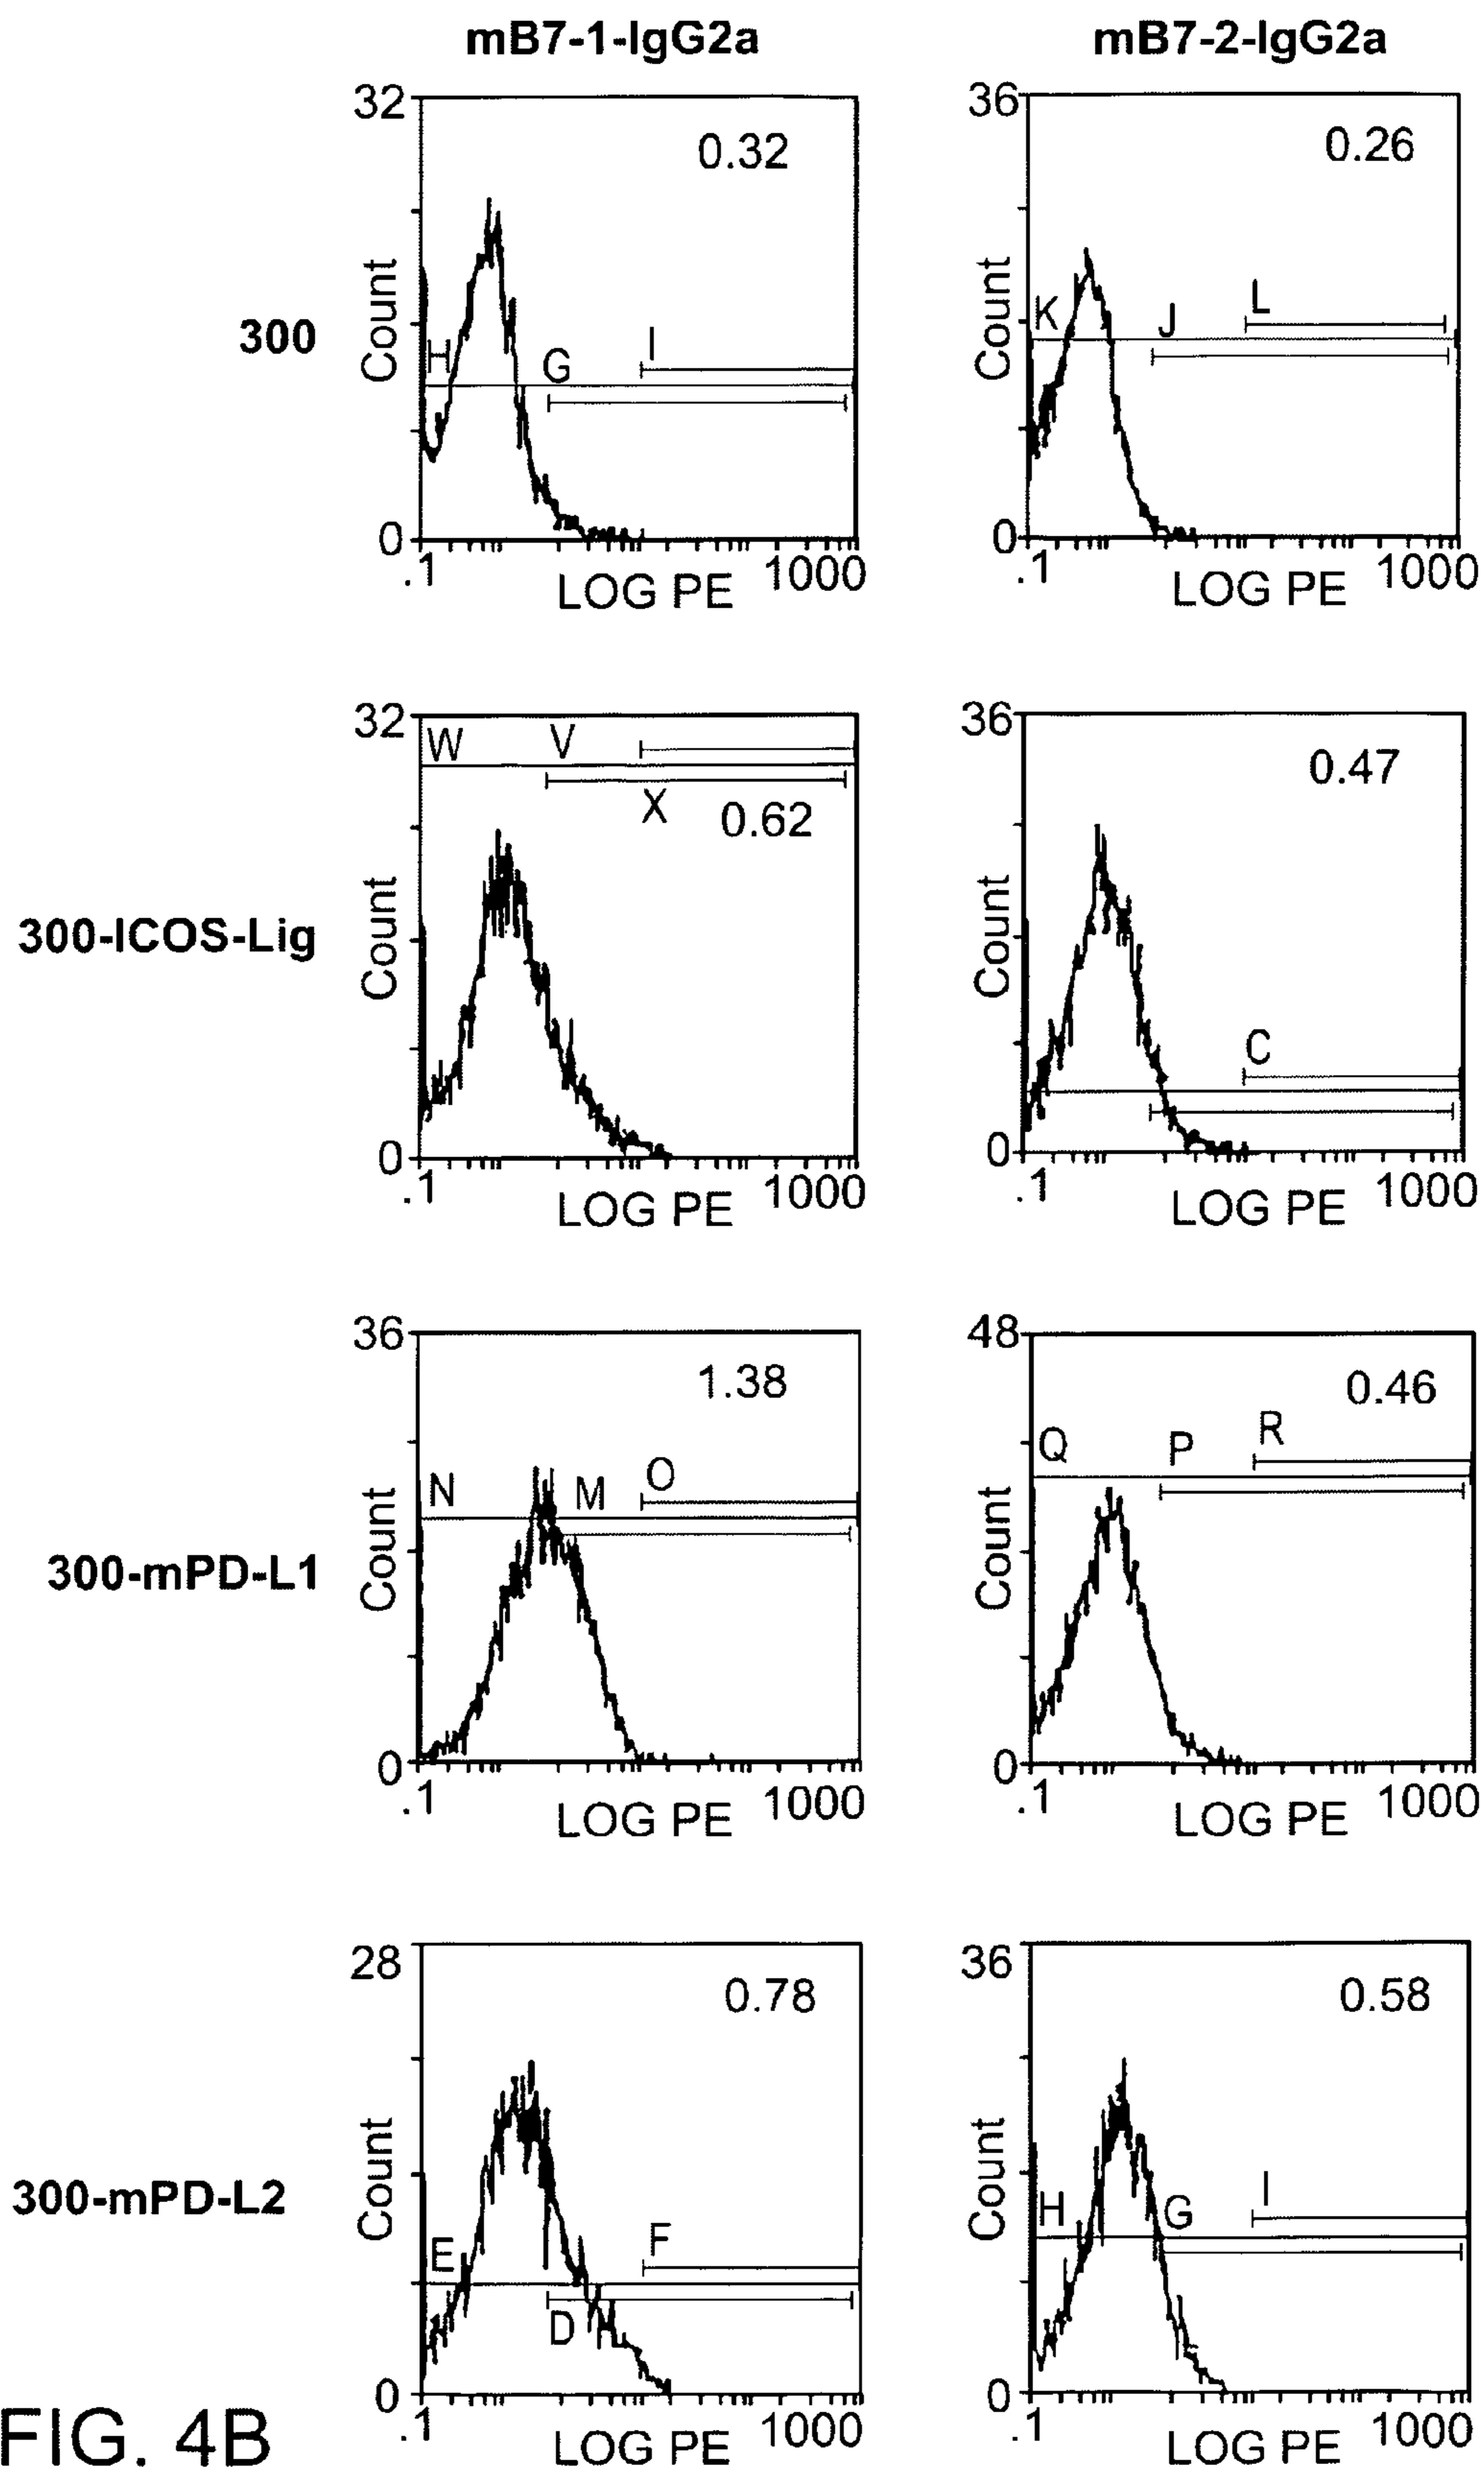 mB7-1-IgG2a
mB7-2-IgG2a
300
32
0.32
Count
H
G
I
0
.1
1000
LOG PE
36
0.26
Count
K
J
L
0
.1
1000
LOG PE
300-ICOS-Lig
32
W
V
X
0.62
Count
0
.1
1000
LOG PE
36
0.47
Count
C
0
.1
1000
LOG PE
300-mPD-L1
36
1.38
Count
N
M
O
0
.1
1000
LOG PE
48
0.46
Count
Q
P
R
0
.1
1000
LOG PE
300-mPD-L2
28
0.78
Count
E
F
D
0
.1
1000
LOG PE
36
0.58
Count
H
G
I
0
.1
1000
LOG PE
FIG. 4B